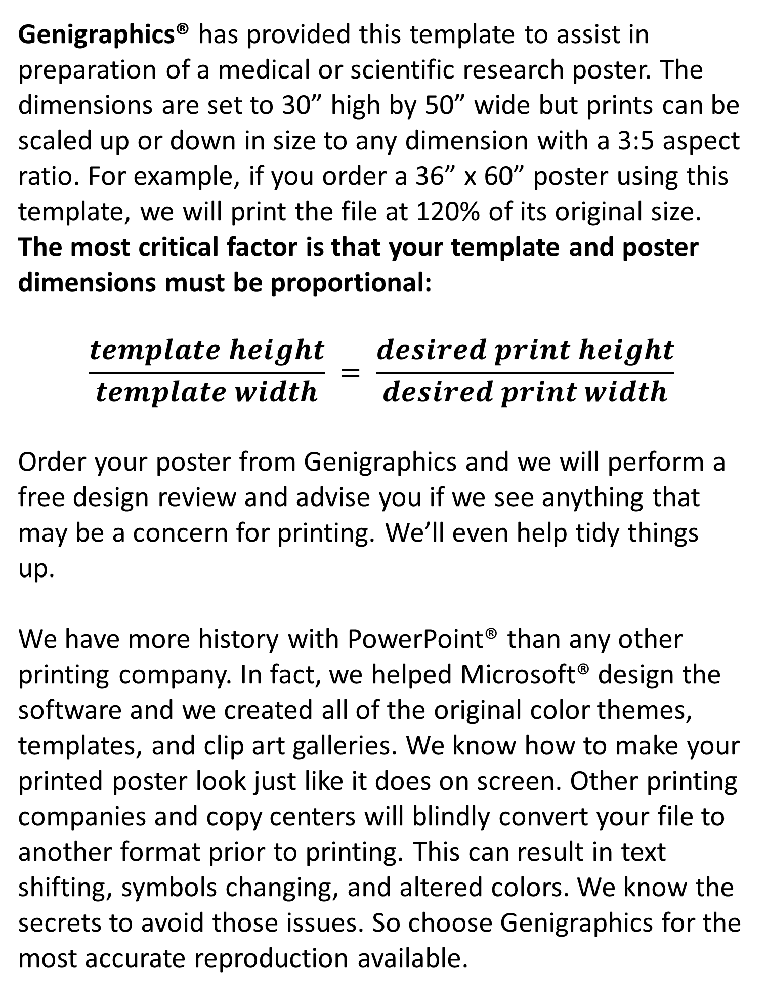 Genigraphics® has provided this template to assist in
preparation of a medical or scientific research poster. The
dimensions are set to 30” high by 50” wide but prints can be
scaled up or down in size to any dimension with a 3:5 aspect
ratio. For example, if you order a 36” x 60” poster using this
template, we will print the file at 120% of its original size.
The most critical factor is that your template and poster
dimensions must be proportional:
template height / template width = desired print height / desired print width
Order your poster from Genigraphics and we will perform a
free design review and advise you if we see anything that
may be a concern for printing. We’ll even help tidy things
up.
We have more history with PowerPoint® than any other
printing company. In fact, we helped Microsoft® design the
software and we created all of the original color themes,
templates, and clip art galleries. We know how to make your
printed poster look just like it does on screen. Other printing
companies and copy centers will blindly convert your file to
another format prior to printing. This can result in text
shifting, symbols changing, and altered colors. We know the
secrets to avoid those issues. So choose Genigraphics for the
most accurate reproduction available.